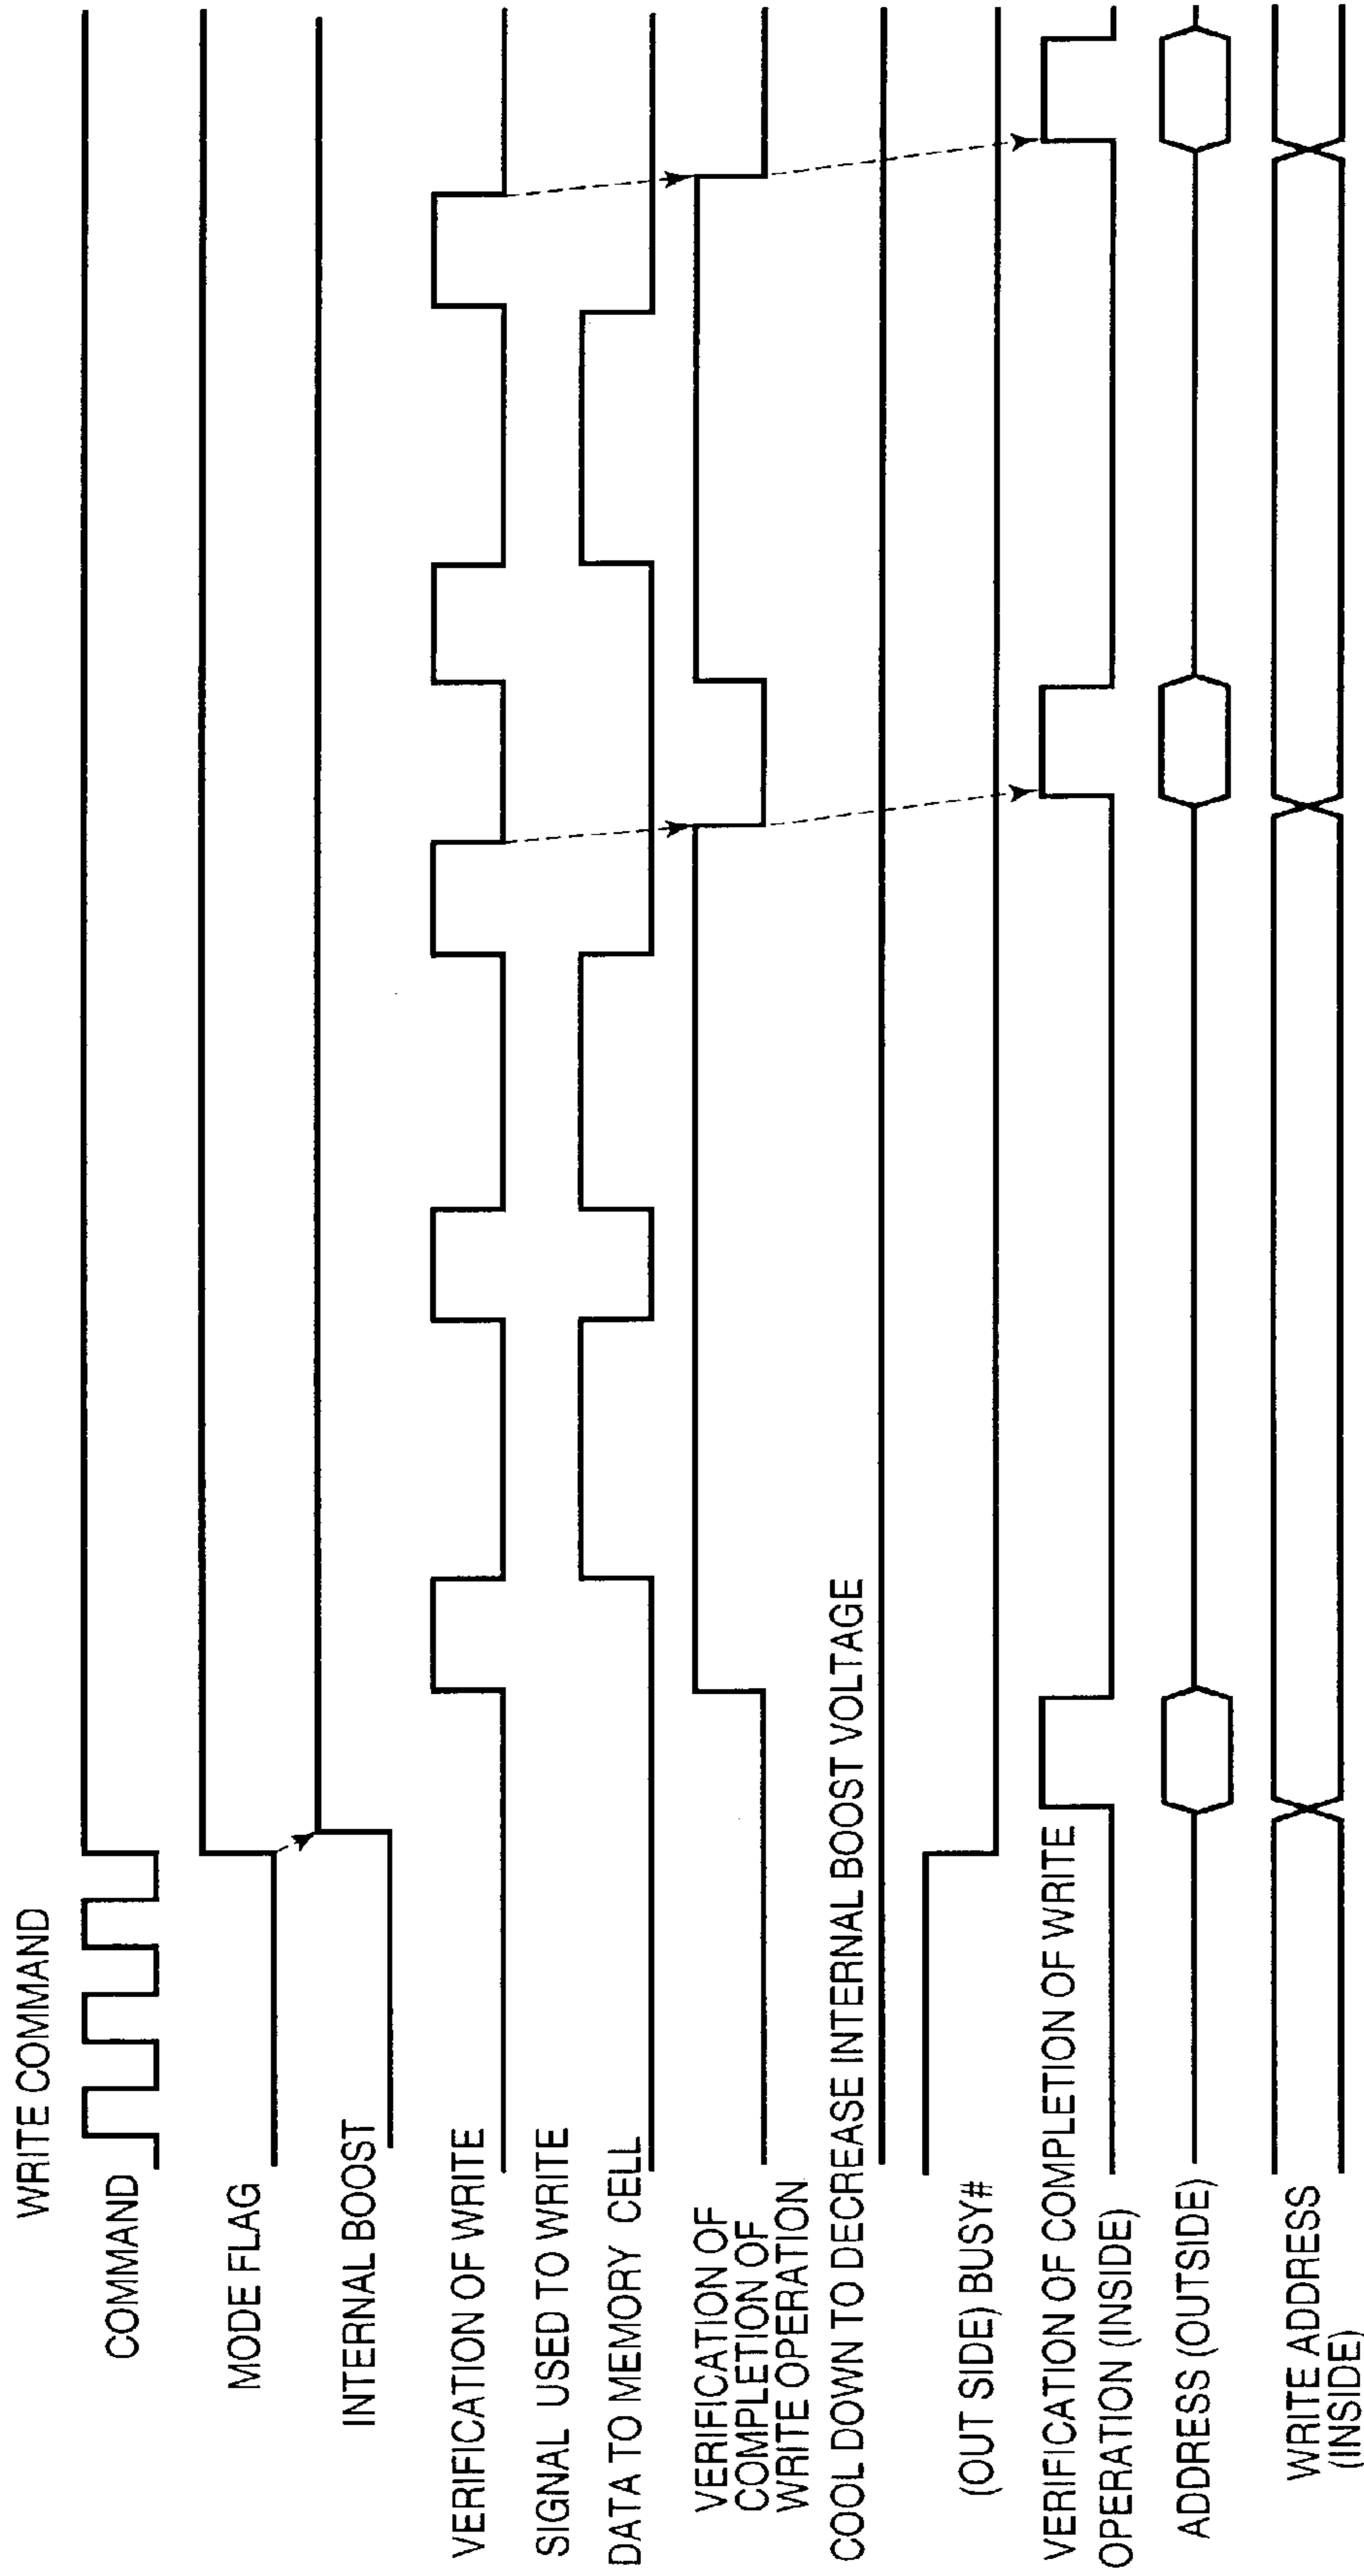 WRITE COMMAND
COMMAND
MODE FLAG
INTERNAL BOOST
VERIFICATION OF WRITE
SIGNAL USED TO WRITE
DATA TO MEMORY CELL
VERIFICATION OF
COMPLETION OF
WRITE OPERATION
COOL DOWN TO DECREASE INTERNAL BOOST VOLTAGE
(OUT SIDE) BUSY#
VERIFICATION OF COMPLETION OF WRITE
OPERATION (INSIDE)
ADDRESS (OUTSIDE)
WRITE ADDRESS
(INSIDE)